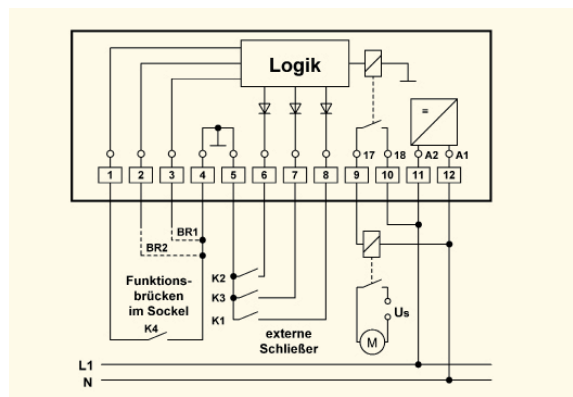 Logik
=
17 18 A2 A1
1 2 3 4 5 6 7 8 9 10 11 12
BR1
BR2
Funktions-
brücken
im Sockel
K4
K2
K3
K1
externe
Schließer
Us
M
L1
N